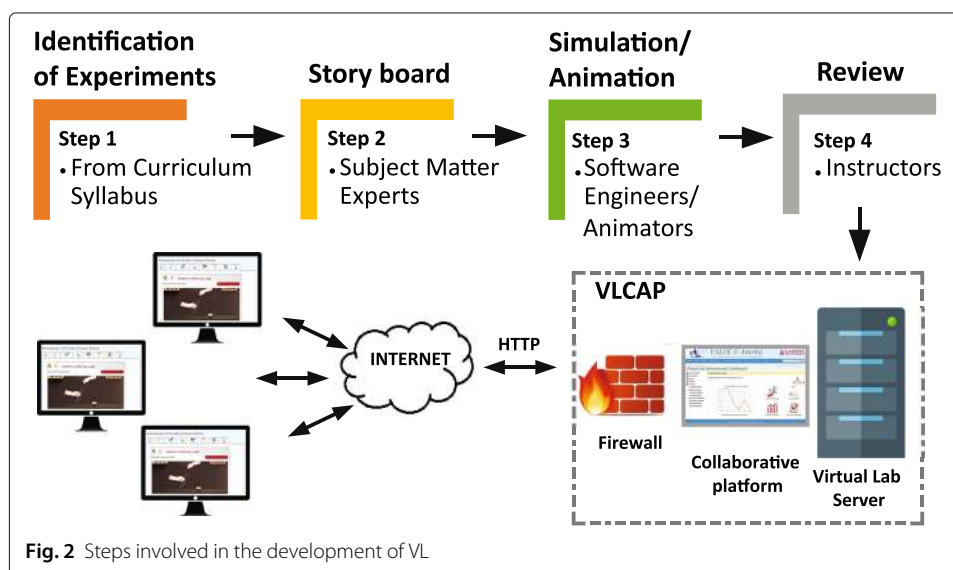 Identification
of Experiments
Story board
Simulation/
Animation
Review
Step 1
• From Curriculum
Syllabus
Step 2
• Subject Matter
Experts
Step 3
• Software
Engineers/
Animators
Step 4
• Instructors
VLCAP
INTERNET
HTTP
Firewall
Collaborative
platform
Virtual Lab
Server
Fig. 2 Steps involved in the development of VL